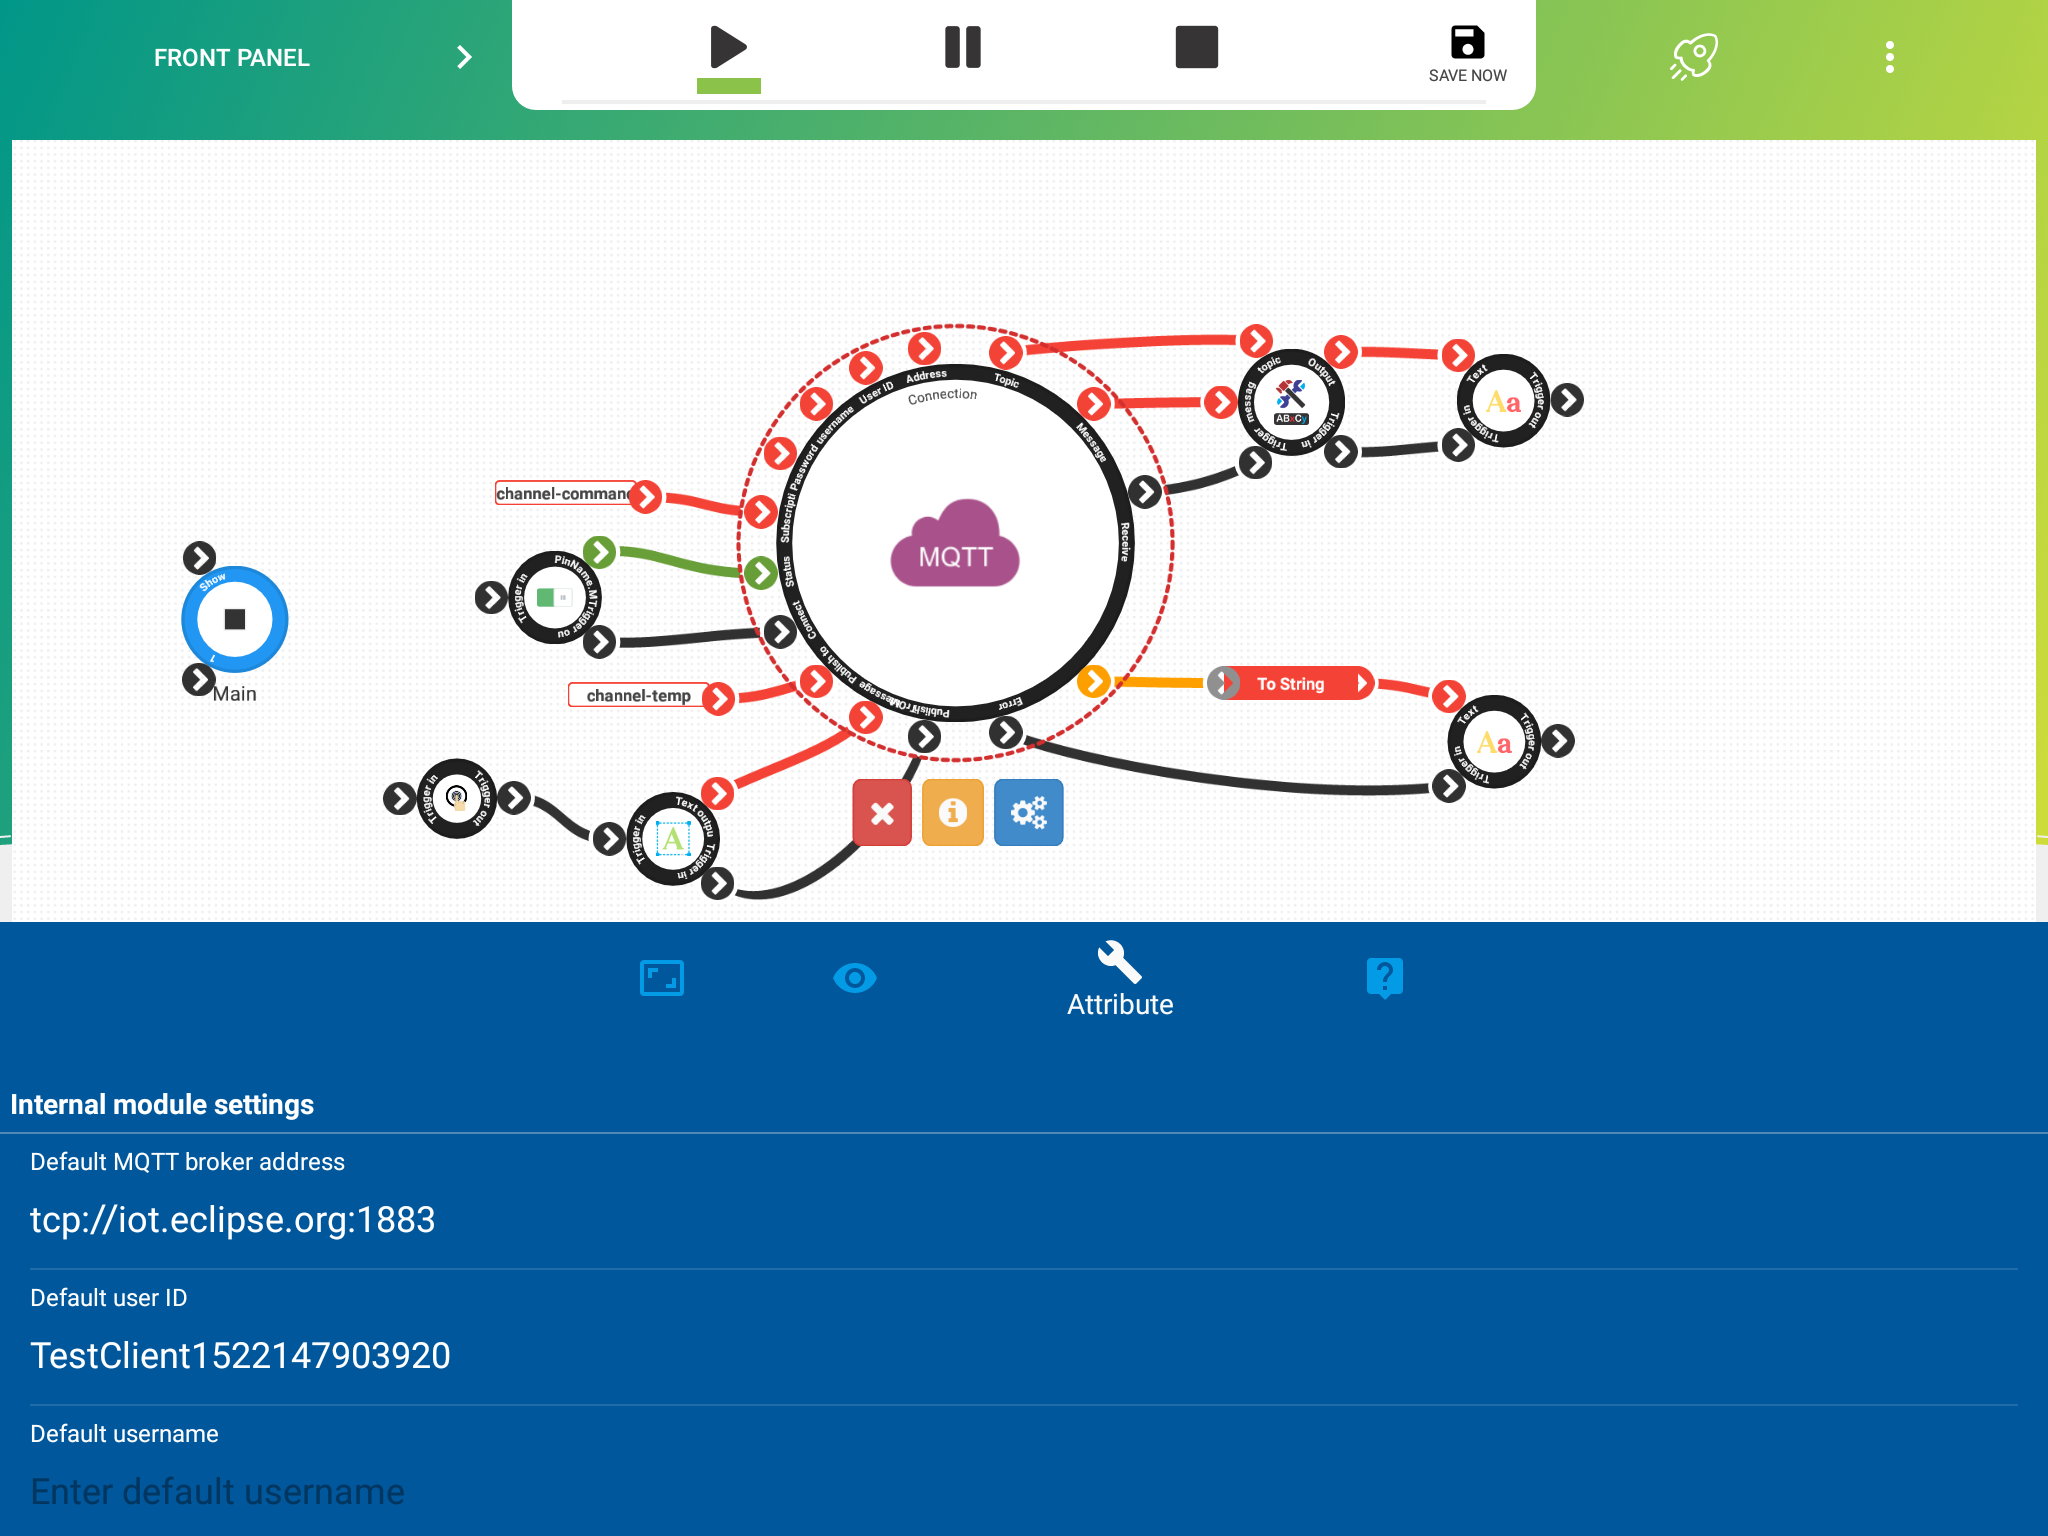 FRONT PANEL
SAVE NOW
Address
Connection
Topic
User ID
username
Password
Subscripti
Status
Connect
Publish to
Message
Publish
Error
Message
Receive
MQTT
channel-comman
channel-temp
topic
Output
messag
Trigger
Trigger in
ABxCy
Text
Trigger out
Trigger in
Aa
PinName.M
Trigger in
Trigger ou
Show
Main
To String
Text
Trigger out
Trigger in
Aa
Trigger in
Trigger out
Text outpu
Trigger in
Trigger in
A
Attribute
Internal module settings
Default MQTT broker address
tcp://iot.eclipse.org:1883
Default user ID
TestClient1522147903920
Default username
Enter default username